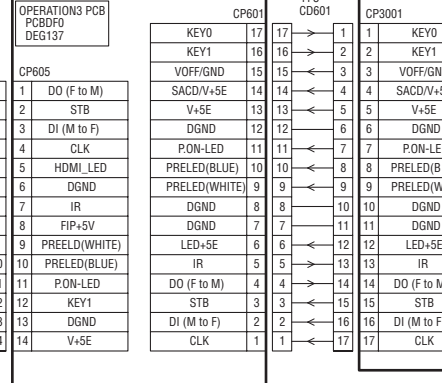 OPERATION3 PCB
PCBDF0
DEG137
CP601
CD601
CP3001
CP605
KEY0 17 17 1 1 KEY0
KEY1 16 16 2 2 KEY1
VOFF/GND 15 15 3 3
SACD/V+5E 14 14 4 4
1 DO (F to M)
V+5E 13 13 5 5 V+5E
2 STB
DGND 12 12 6 6 DGND
3 DI (M to F)
P.ON-LED 11 11 7 7
4 CLK
PRELED(BLUE) 10 10 8 8
5 HDMI_LED
PRELED(WHITE) 9 9 9 9
6 DGND
DGND 8 8 10 10 DGND
7 IR
DGND 7 7 11 11 DGND
8 FIP+5V
LED+5E 6 6 12 12 LED+5E
9 PREELD(WHITE)
IR 5 5 13 13 IR
10 PRELED(BLUE)
DO (F to M) 4 4 14 14 DO (F to M)
11 P.ON-LED
STB 3 3 15 15 STB
12 KEY1
DI (M to F) 2 2 16 16 DI (M to F)
13 DGND
CLK 1 1 17 17 CLK
14 V+5E